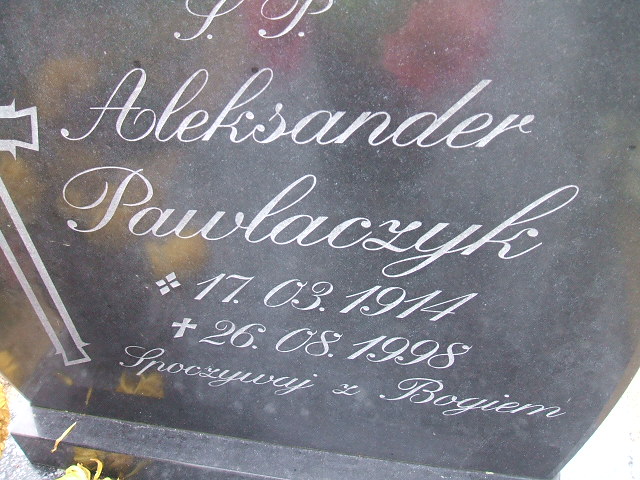 Ś. P.
Aleksander
Pawlaczyk
17. 03. 1914
26. 08. 1998
Spoczywaj z Bogiem